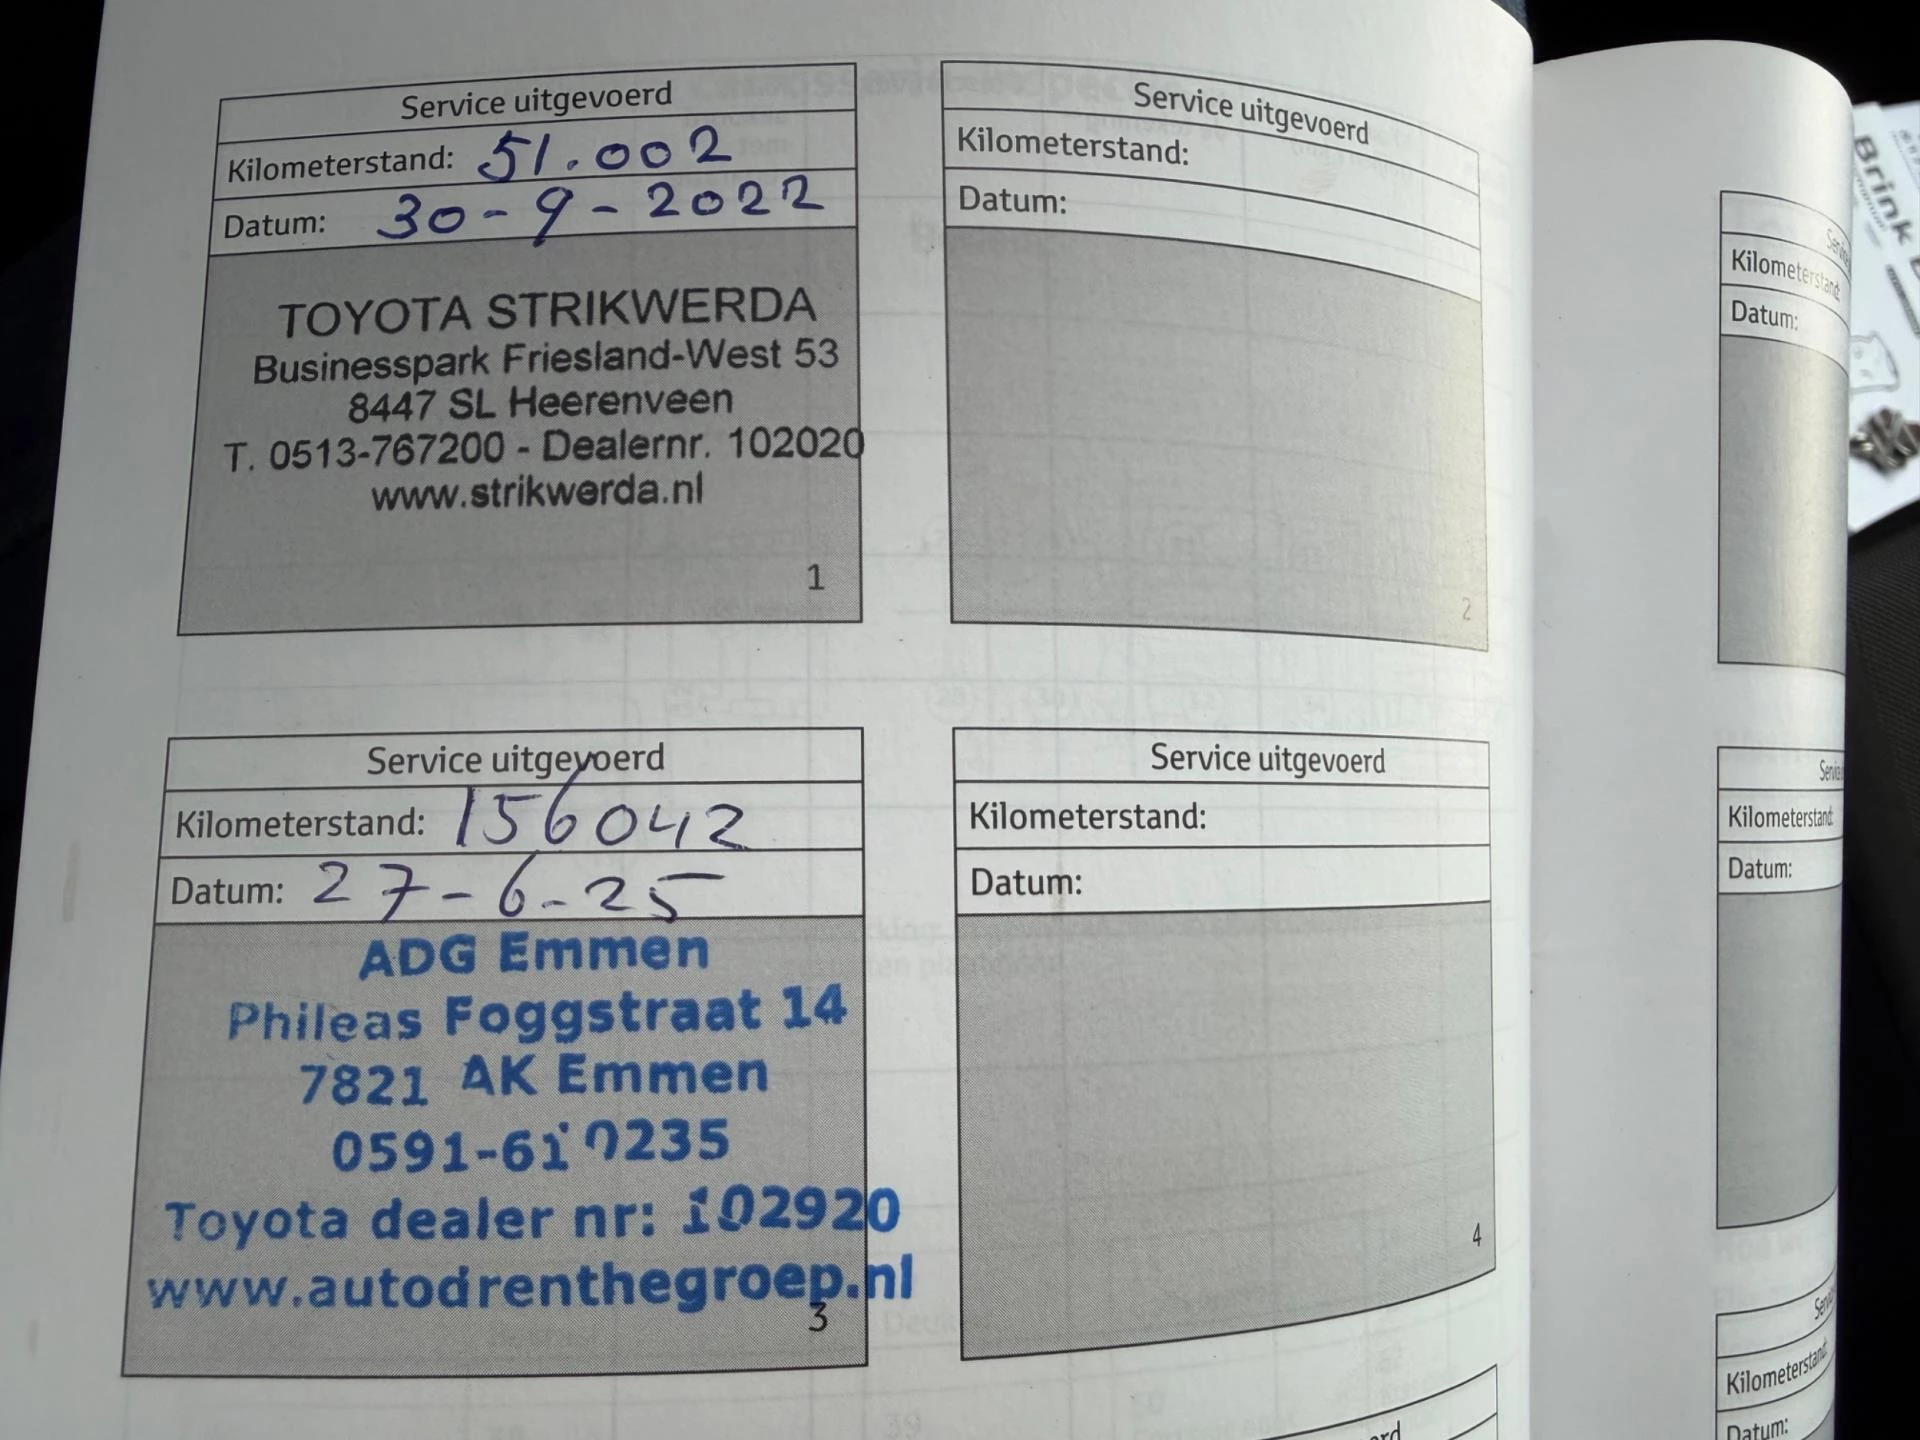 Service uitgevoerd
Kilometerstand: 51.002
Datum: 30-9-2022
TOYOTA STRIKWERDA
Businesspark Friesland-West 53
8447 SL Heerenveen
T. 0513-767200 - Dealernr. 102020
www.strikwerda.nl
1
Service uitgevoerd
Kilometerstand:
Datum:
2
Service uitgevoerd
Kilometerstand: 156042
Datum: 27-6-25
ADG Emmen
Phileas Foggstraat 14
7821 AK Emmen
Toyota dealer nr: 102920
www.autodrenthegroep.nl
3
Service uitgevoerd
Kilometerstand:
Datum:
4
Kilometerstand:
Datum:
Kilometerstand:
Datum:
Kilometerstand:
Datum:
Brink